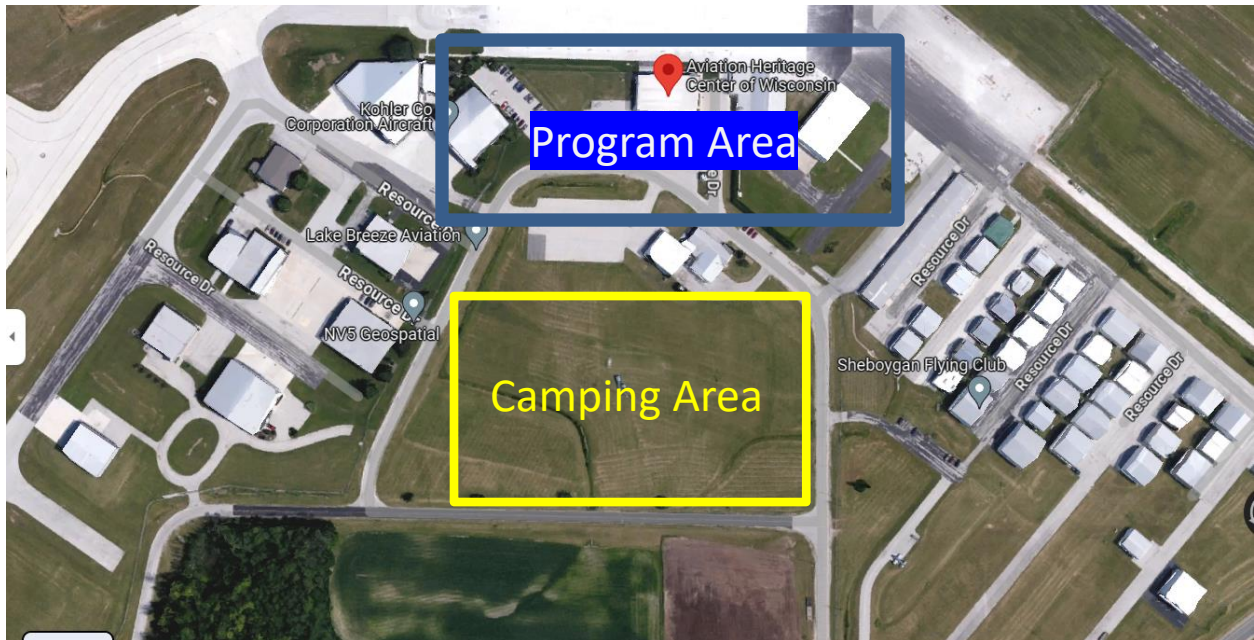 Aviation Heritage
Center of Wisconsin
Kohler Co
Corporation Aircraft
Program Area
Dr
Resource
Lake Breeze Aviation
Resource Dr
Resource Dr
Resource Dr
NV5 Geospatial
Sheboygan Flying Club
Resource Dr
Resource Dr
Camping Area